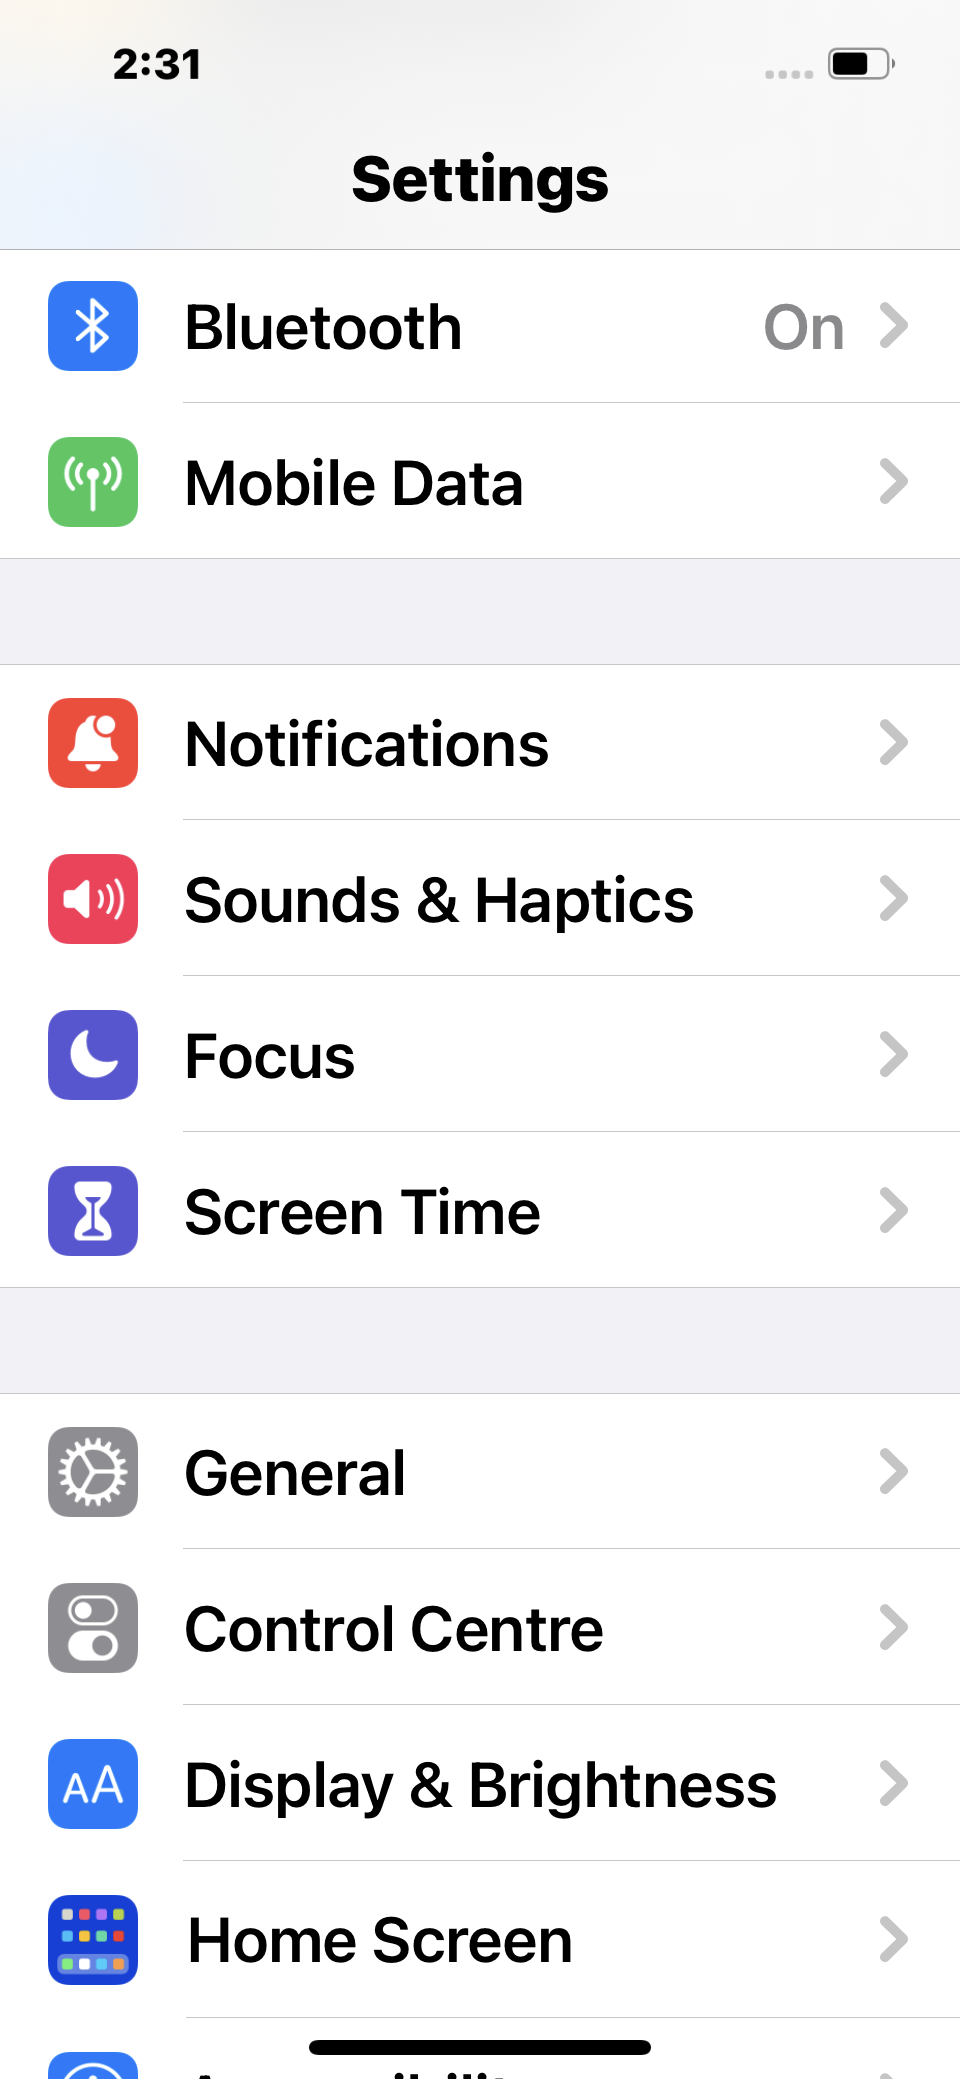 2:31
Settings
Bluetooth On
Mobile Data
Notifications
Sounds & Haptics
Focus
Screen Time
General
Control Centre
AA Display & Brightness
Home Screen